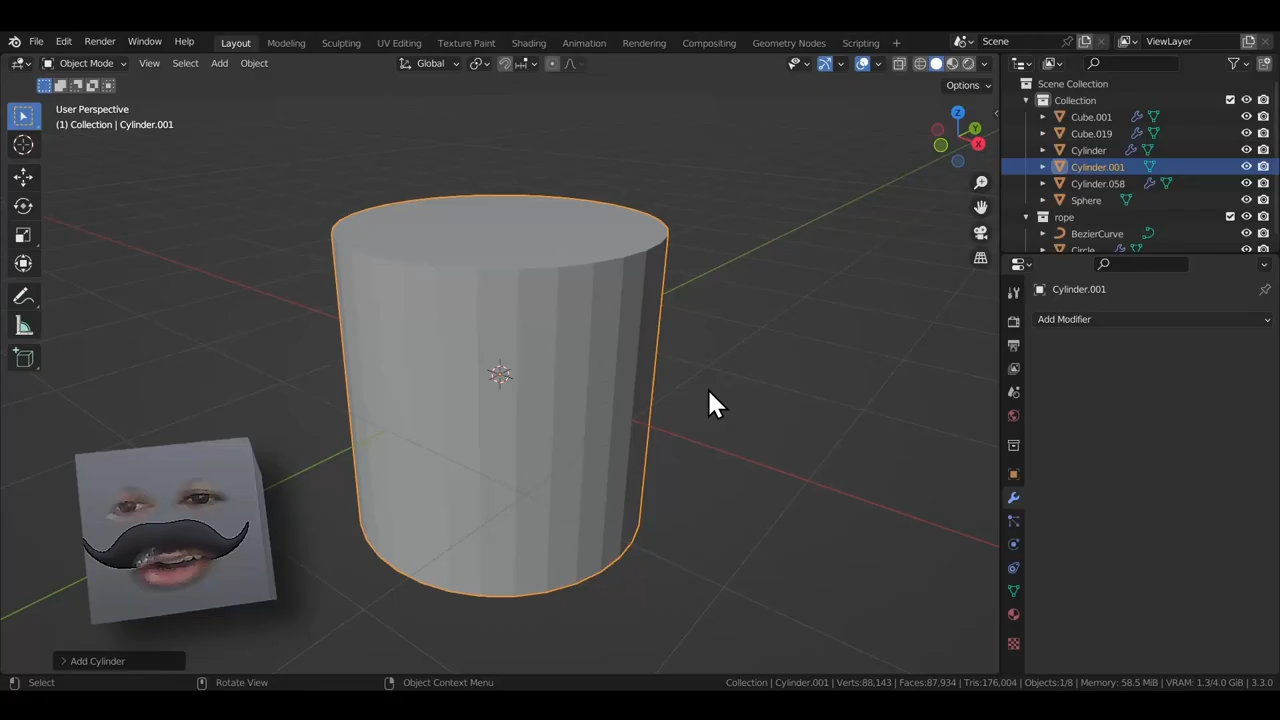 File Edit Render Window Help Layout Modeling Sculpting UV Editing Texture Paint Shading Animation Rendering Compositing Geometry Nodes Scripting + Scene ViewLayer
Object Mode View Select Add Object Global
Options
User Perspective
(1) Collection | Cylinder.001
Z
Y
X
Scene Collection
Collection
Cube.001
Cube.019
Cylinder
Cylinder.001
Cylinder.058
Sphere
rope
BezierCurve
Circle
Cylinder.001
Add Modifier
> Add Cylinder
Select Rotate View Object Context Menu Collection | Cylinder.001 | Verts:88,143 | Faces:87,934 | Tris:176,004 | Objects:1/8 | Memory: 58.5 MiB | VRAM: 1.3/4.0 GiB | 3.3.0